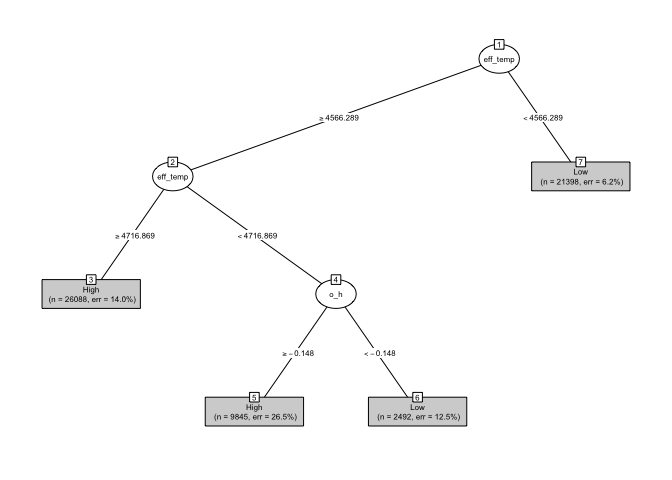 1
eff_temp
≥ 4566.289
< 4566.289
2
eff_temp
7
Low
(n = 21398, err = 6.2%)
≥ 4716.869
< 4716.869
3
High
(n = 26088, err = 14.0%)
4
o_h
≥ − 0.148
< − 0.148
5
High
(n = 9845, err = 26.5%)
6
Low
(n = 2492, err = 12.5%)